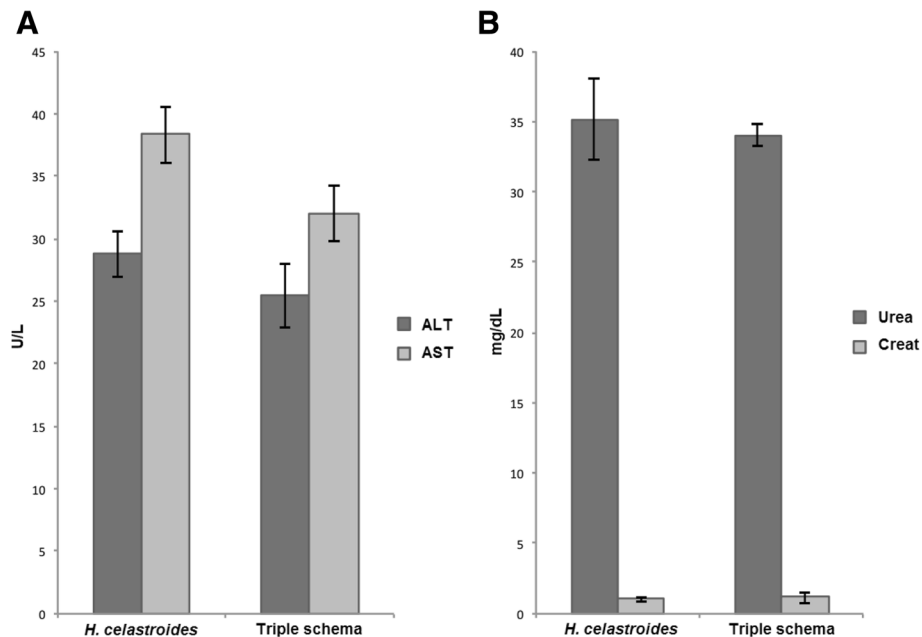 A
45
40
35
30
25
20
15
10
5
0
U/L
H. celastroides
Triple schema
ALT
AST
B
40
35
30
25
20
15
10
5
0
mg/dL
H. celastroides
Triple schema
Urea
Creat